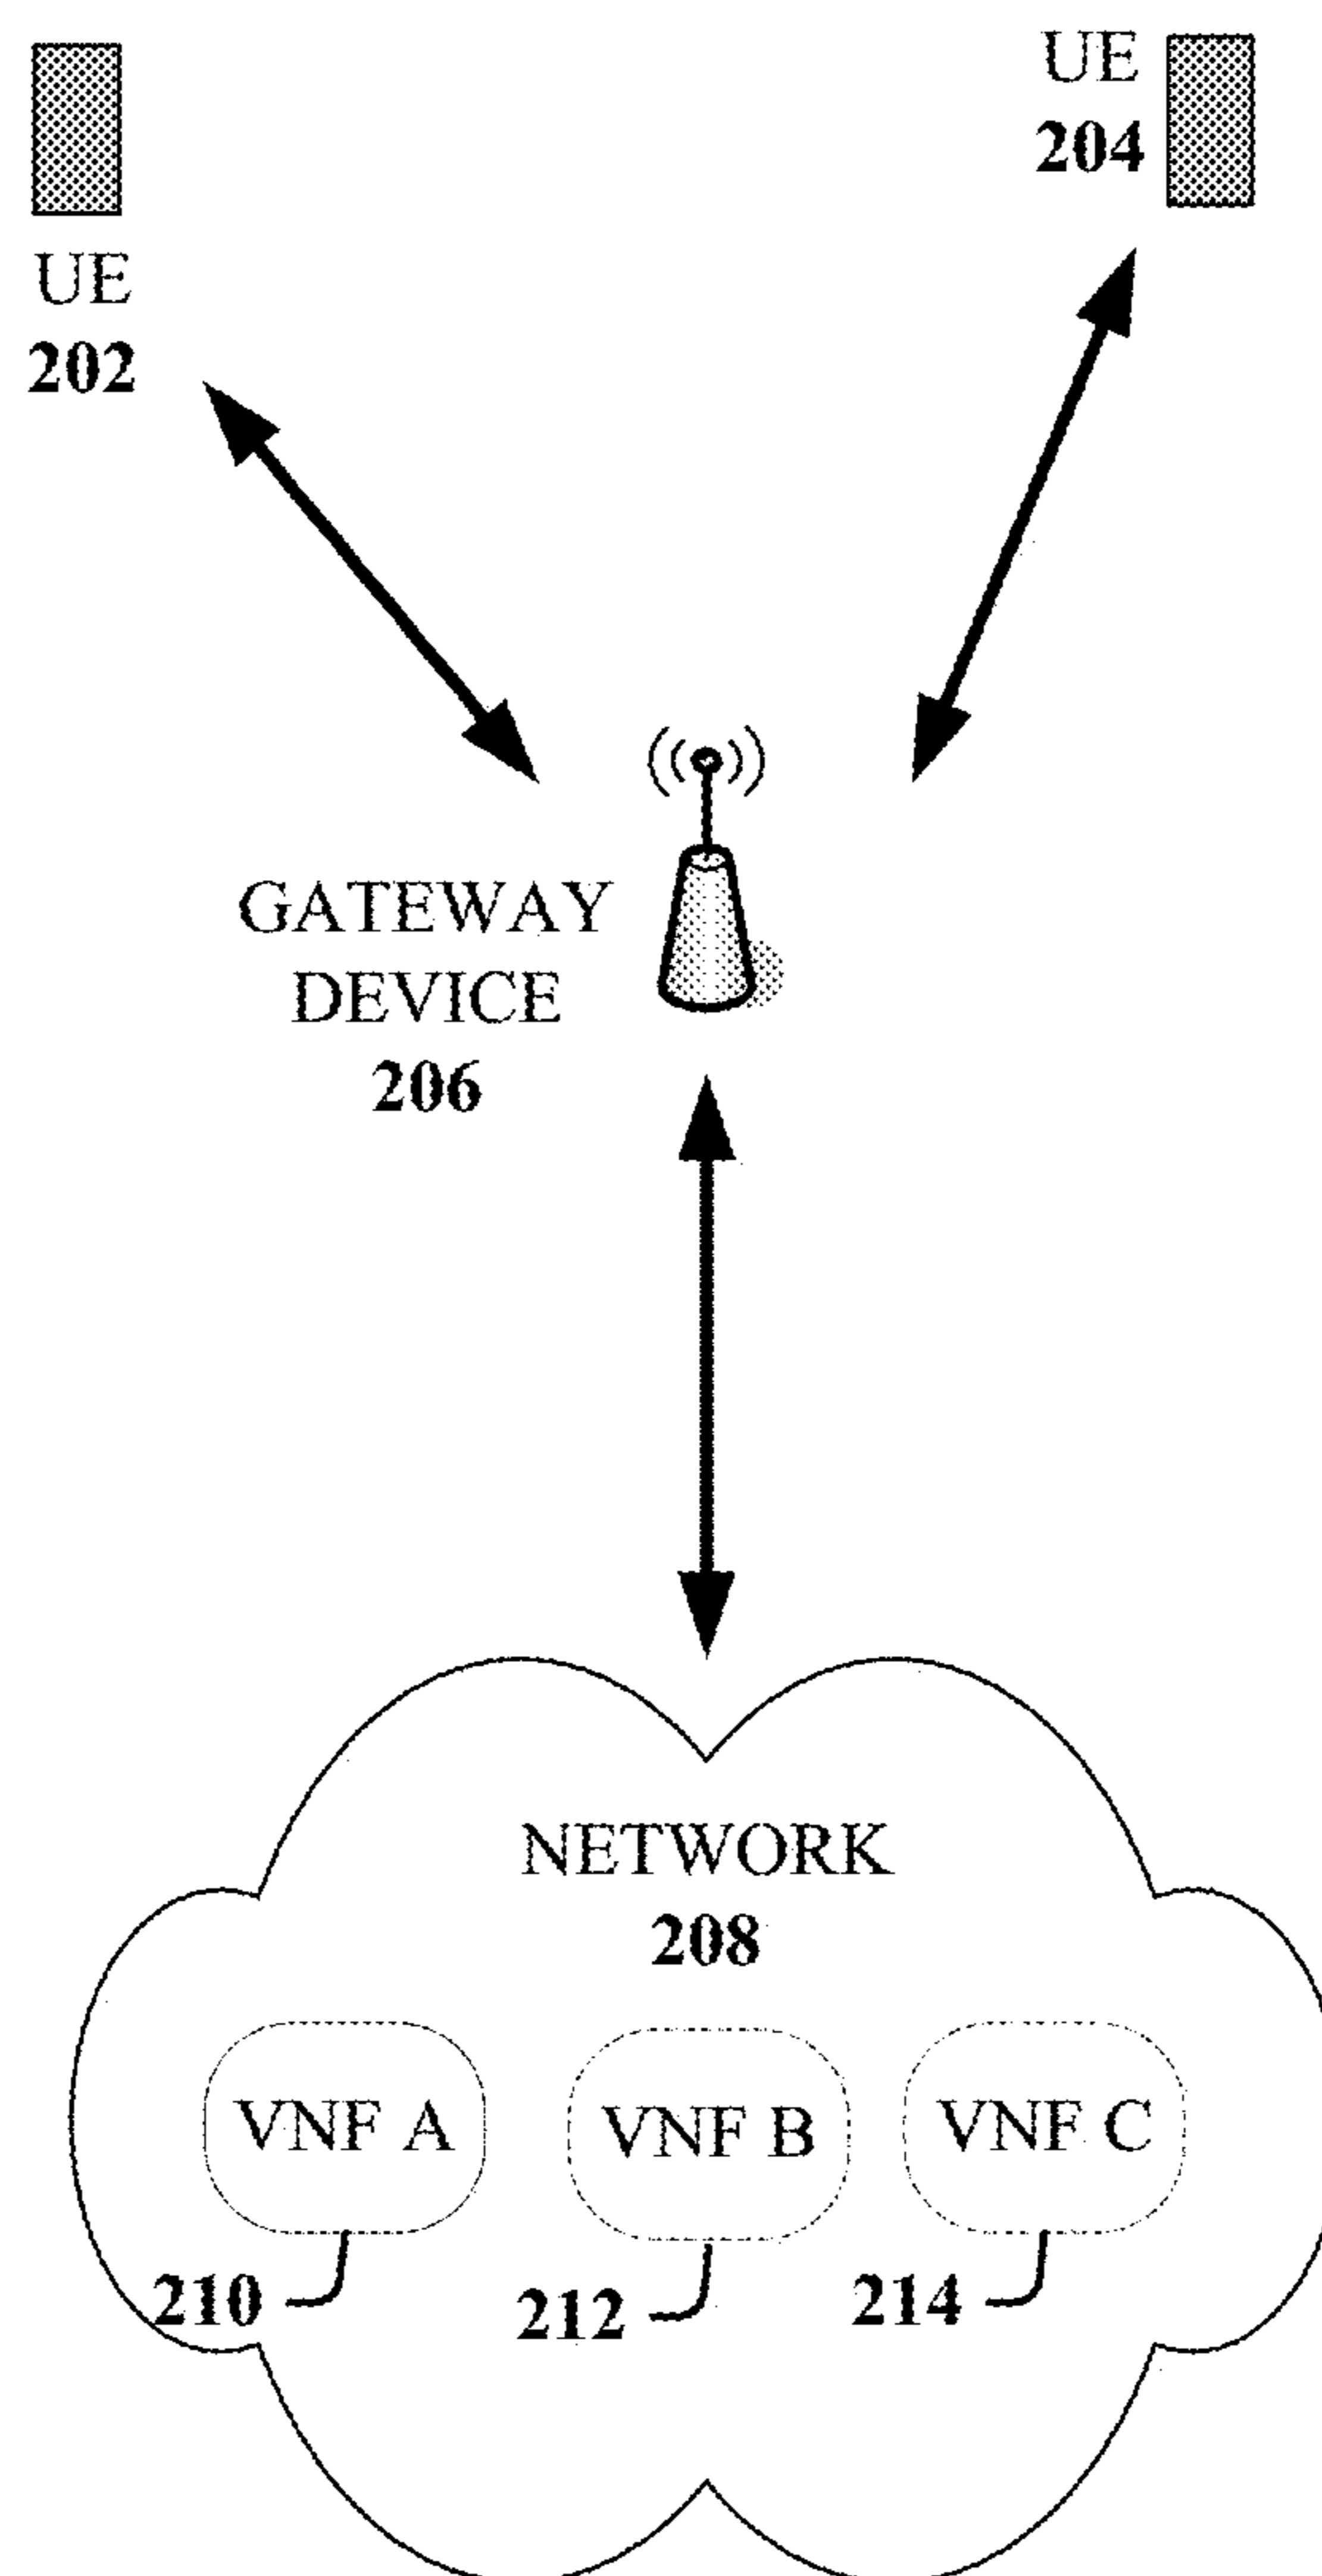 UE
202
UE
204
GATEWAY
DEVICE
206
NETWORK
208
VNF A
VNF B
VNF C
210
212
214